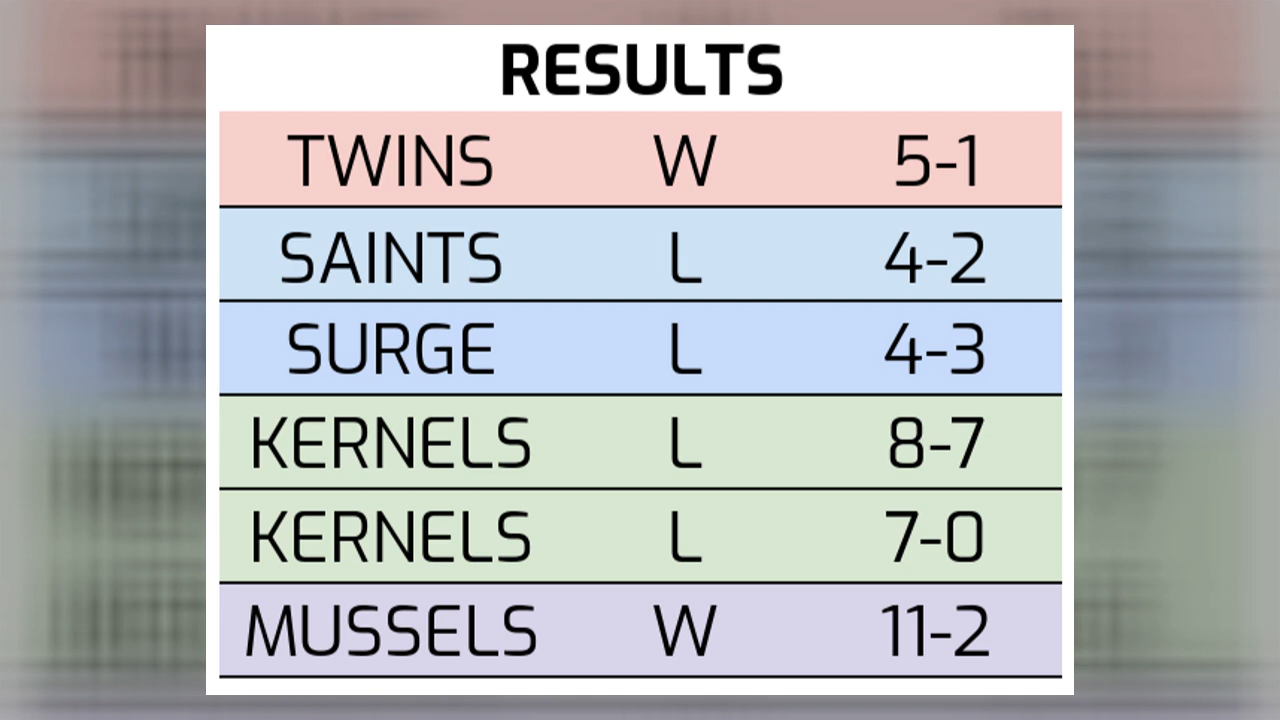 RESULTS
TWINS W 5-1
SAINTS L 4-2
SURGE L 4-3
KERNELS L 8-7
KERNELS L 7-0
MUSSELS W 11-2